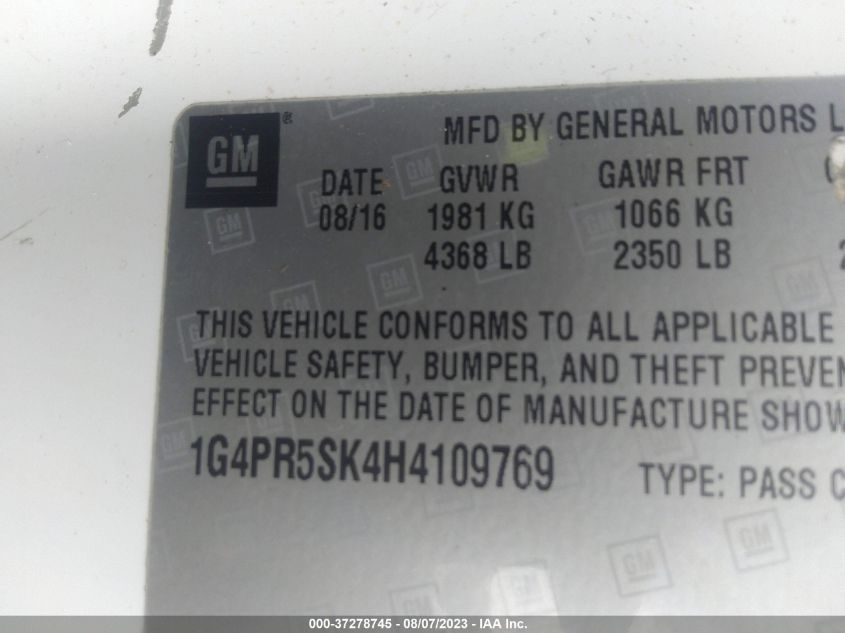 GM®
MFD BY GENERAL MOTORS
DATE GVWR GAWR FRT
08/16 1981 KG 1066 KG
4368 LB 2350 LB
THIS VEHICLE CONFORMS TO ALL APPLICABLE
VEHICLE SAFETY, BUMPER, AND THEFT
EFFECT ON THE DATE OF MANUFACTURE
1G4PR5SK4H4109769
TYPE: PASS
000-37278745 - 08/07/2023 - IAA Inc.